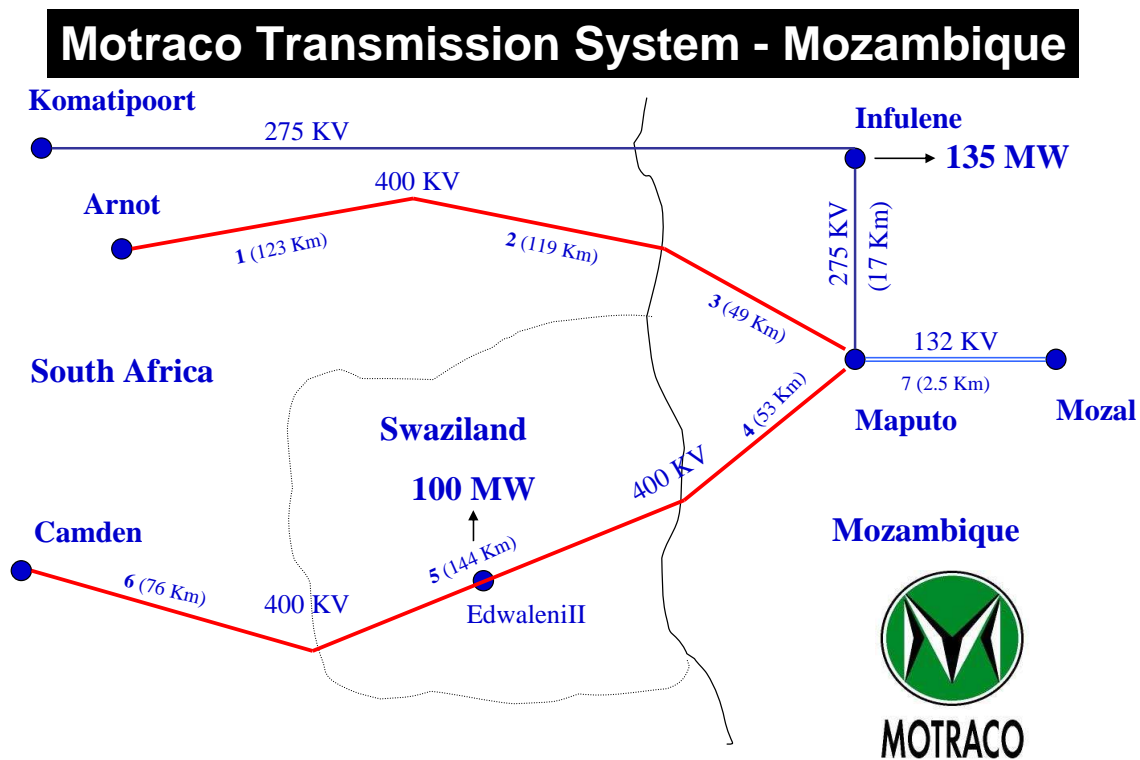 Motraco Transmission System - Mozambique
Komatipoort
275 KV
Infulene
135 MW
400 KV
Arnot
1 (123 Km)
2 (119 Km)
275 KV
(17 Km)
3 (49 Km)
132 KV
7 (2.5 Km)
South Africa
Maputo
Mozal
4 (53 Km)
Swaziland
400 KV
100 MW
Camden
Mozambique
5 (144 Km)
6 (76 Km)
400 KV
EdwaleniII
MOTRACO